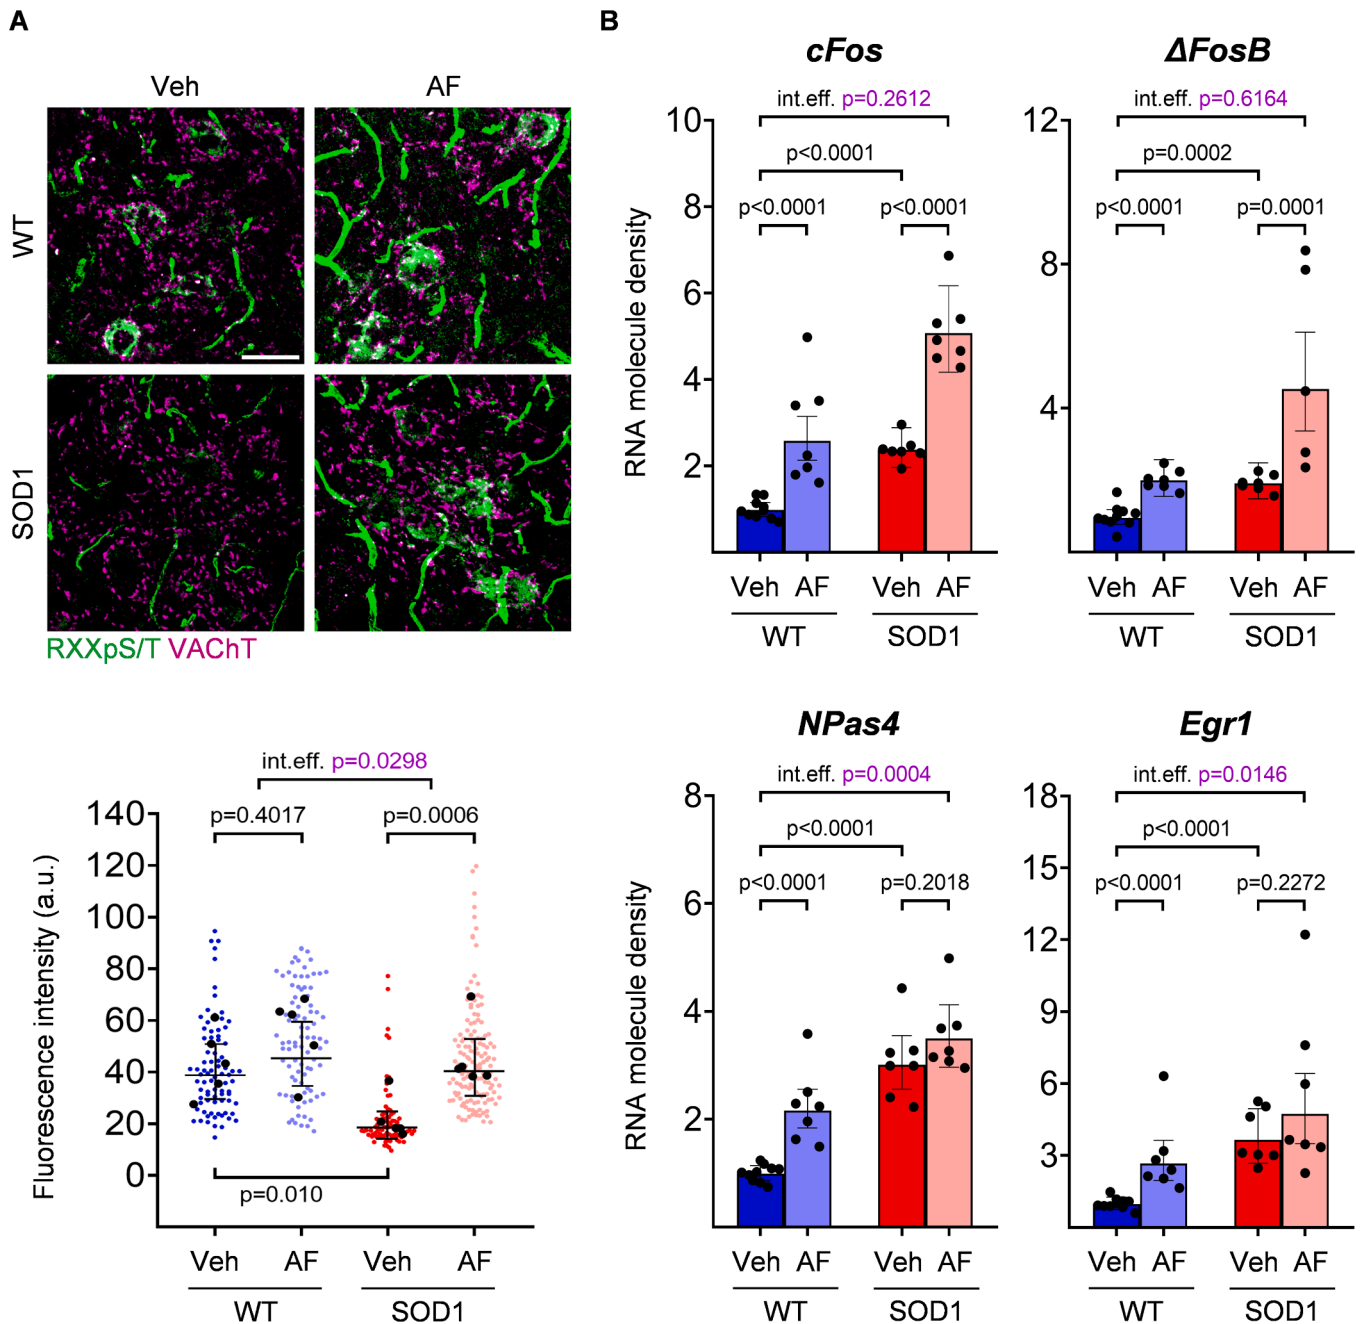 A
Veh AF
WT
SOD1
RXXpS/T VAChT
int.eff. p=0.0298
p=0.4017 p=0.0006
Fluorescence intensity (a.u.)
140
120
100
80
60
40
20
0
p=0.010
Veh AF Veh AF
WT SOD1
B
cFos
int.eff. p=0.2612
p<0.0001
p<0.0001 p<0.0001
RNA molecule density
10
8
6
4
2
Veh AF Veh AF
WT SOD1
ΔFosB
int.eff. p=0.6164
p=0.0002
p<0.0001 p=0.0001
12
8
4
Veh AF Veh AF
WT SOD1
NPas4
int.eff. p=0.0004
p<0.0001
p<0.0001 p=0.2018
RNA molecule density
8
6
4
2
Veh AF Veh AF
WT SOD1
Egr1
int.eff. p=0.0146
p<0.0001
p<0.0001 p=0.2272
18
15
12
9
6
3
Veh AF Veh AF
WT SOD1